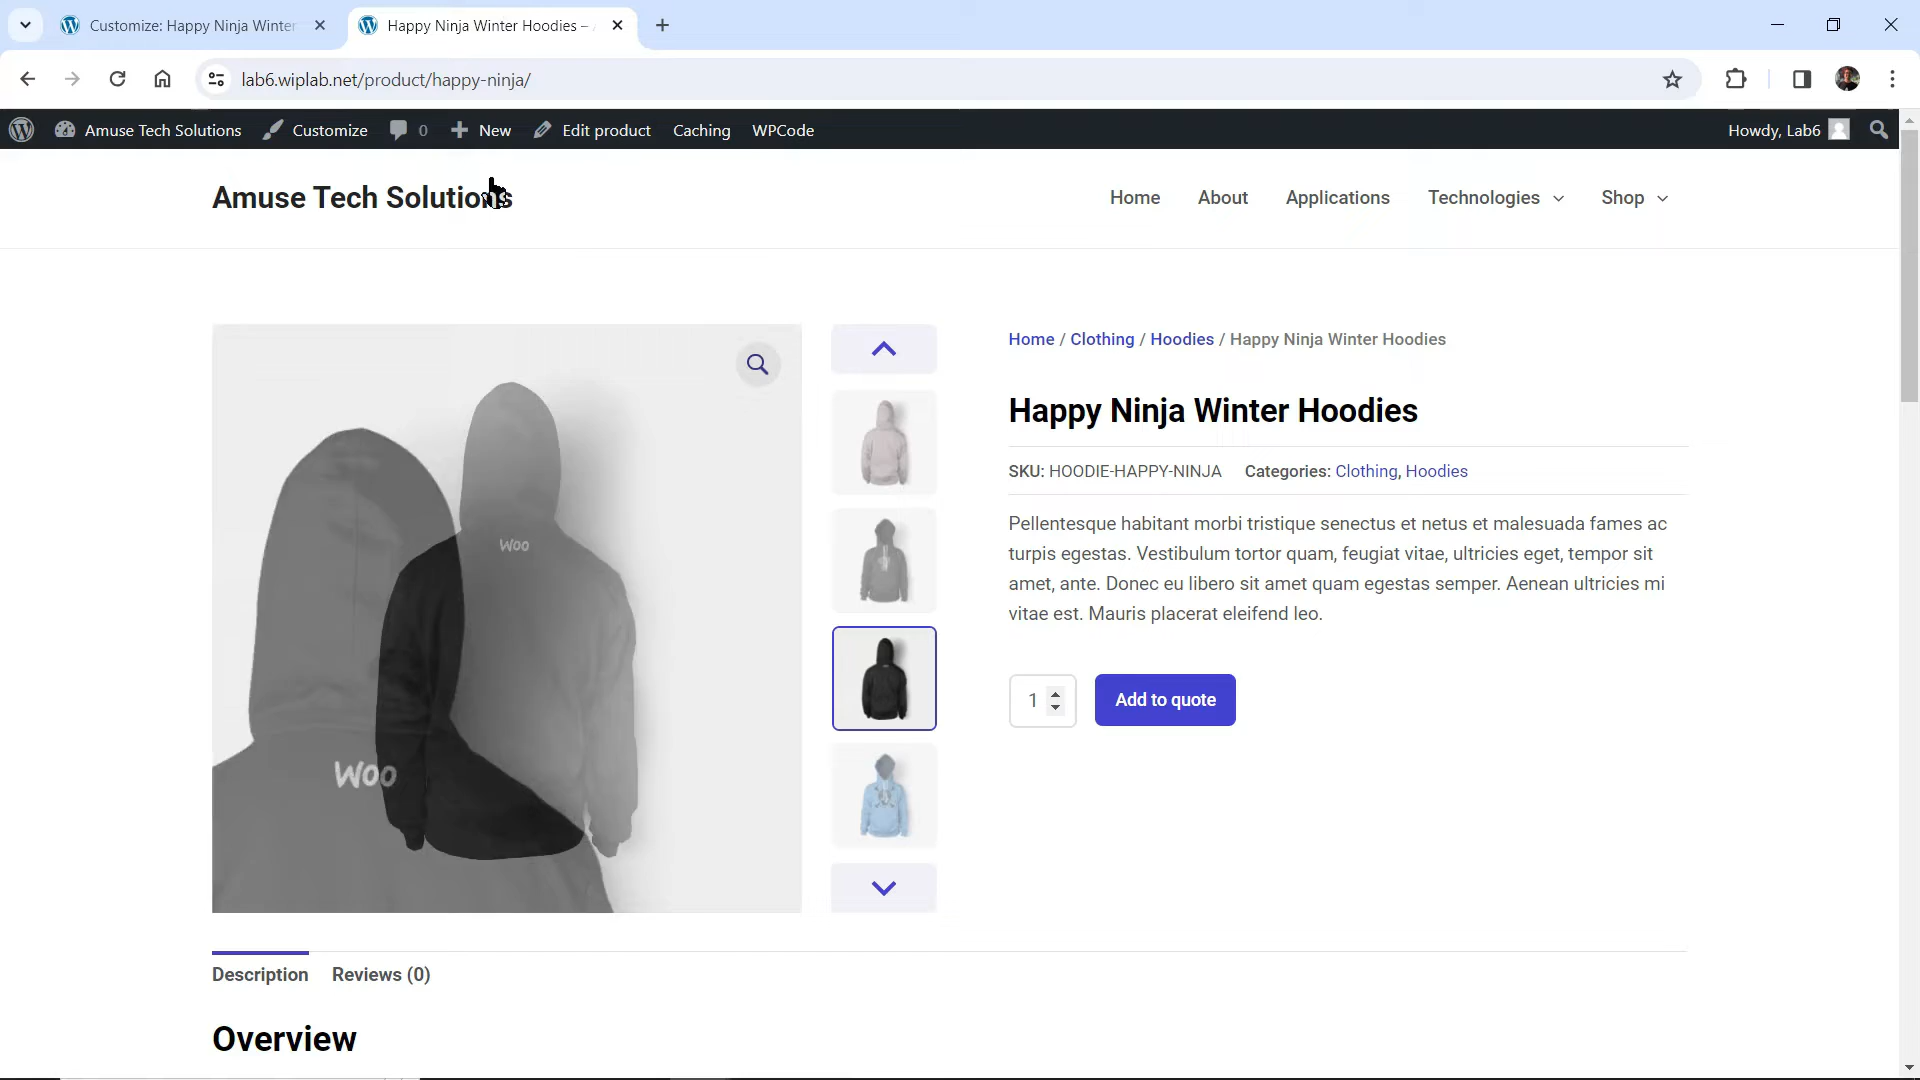 Customize: Happy Ninja Winter
Happy Ninja Winter Hoodies –
lab6.wiplab.net/product/happy-ninja/
Amuse Tech Solutions Customize 0 New Edit product Caching WPCode Howdy, Lab6
Amuse Tech Solutions
Home About Applications Technologies Shop
Home / Clothing / Hoodies / Happy Ninja Winter Hoodies
Happy Ninja Winter Hoodies
SKU: HOODIE-HAPPY-NINJA Categories: Clothing, Hoodies
Pellentesque habitant morbi tristique senectus et netus et malesuada fames ac
turpis egestas. Vestibulum tortor quam, feugiat vitae, ultricies eget, tempor sit
amet, ante. Donec eu libero sit amet quam egestas semper. Aenean ultricies mi
vitae est. Mauris placerat eleifend leo.
1 Add to quote
Woo
Woo
Description Reviews (0)
Overview